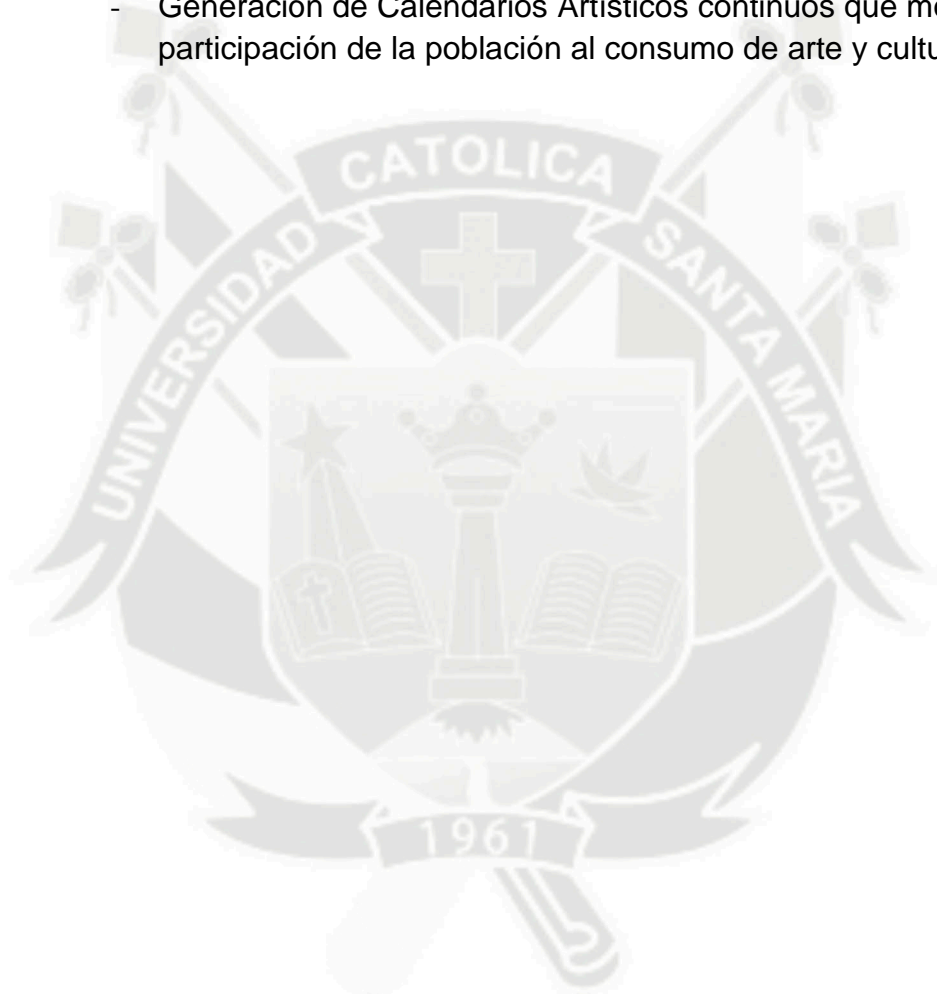 - Generación de Calendarios Artísticos continuos que
participación de la población al consumo de arte y
UNIVERSIDAD CATOLICA SANTA MARIA
1961